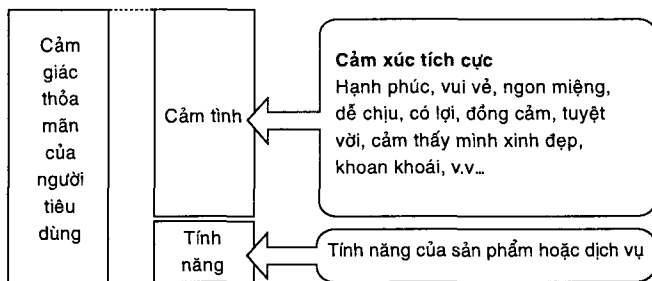 Cảm
giác
thỏa
mãn
của
người
tiêu
dùng
Cảm tình
Cảm xúc tích cực
Hạnh phúc, vui vẻ, ngon miệng,
dễ chịu, có lợi, đồng cảm, tuyệt
vời, cảm thấy mình xinh đẹp,
khoan khoái, v.v...
Tính
năng
Tính năng của sản phẩm hoặc dịch vụ